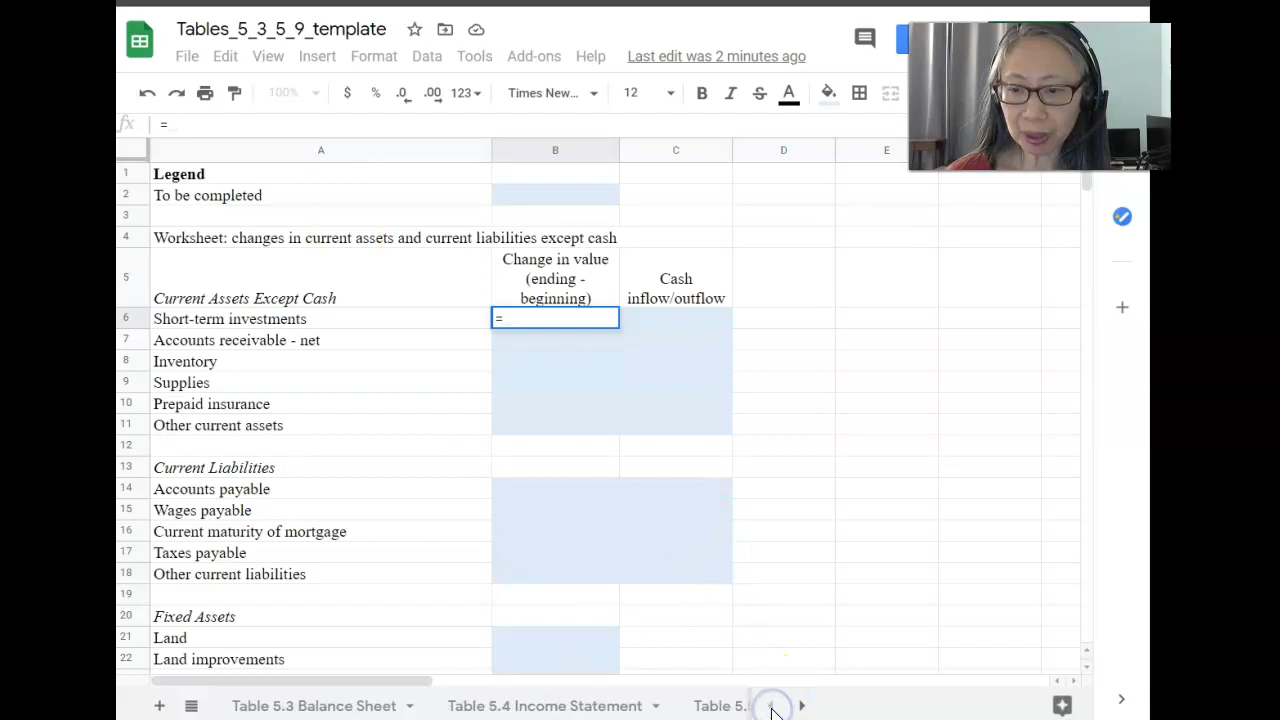 Tables_5_3_5_9_template
File Edit View Insert Format Data Tools Add-ons Help Last edit was 2 minutes ago
100% $ % .0 .00 123 Times New... 12 B I S A
fx =
A B C D E
1 Legend
2 To be completed
3
4 Worksheet: changes in current assets and current liabilities except cash
Change in value
(ending - Cash
5 Current Assets Except Cash beginning) inflow/outflow
6 Short-term investments =
7 Accounts receivable - net
8 Inventory
9 Supplies
10 Prepaid insurance
11 Other current assets
12
13 Current Liabilities
14 Accounts payable
15 Wages payable
16 Current maturity of mortgage
17 Taxes payable
18 Other current liabilities
19
20 Fixed Assets
21 Land
22 Land improvements
Table 5.3 Balance Sheet Table 5.4 Income Statement Table 5.